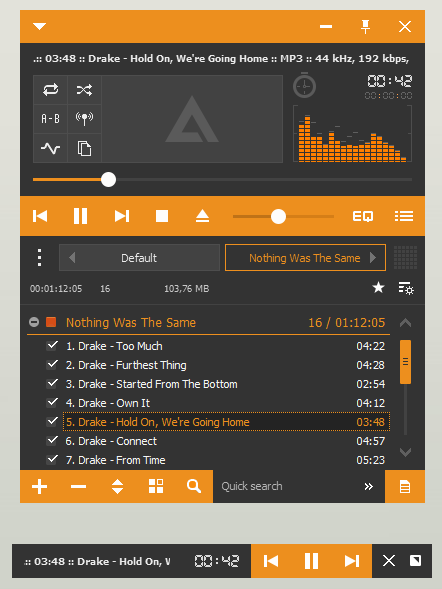 .:: 03:48 :: Drake - Hold On, We're Going Home :: MP3 :: 44 kHz, 192 kbps,
A-B
00:42
00:00:00
EQ
Default
Nothing Was The Same
00:01:12:05 16 103,76 MB
Nothing Was The Same 16 / 01:12:05
1. Drake - Too Much 04:22
2. Drake - Furthest Thing 04:28
3. Drake - Started From The Bottom 02:54
4. Drake - Own It 04:12
5. Drake - Hold On, We're Going Home 03:48
6. Drake - Connect 04:57
7. Drake - From Time 05:23
Quick search
.:: 03:48 :: Drake - Hold On, 00:42